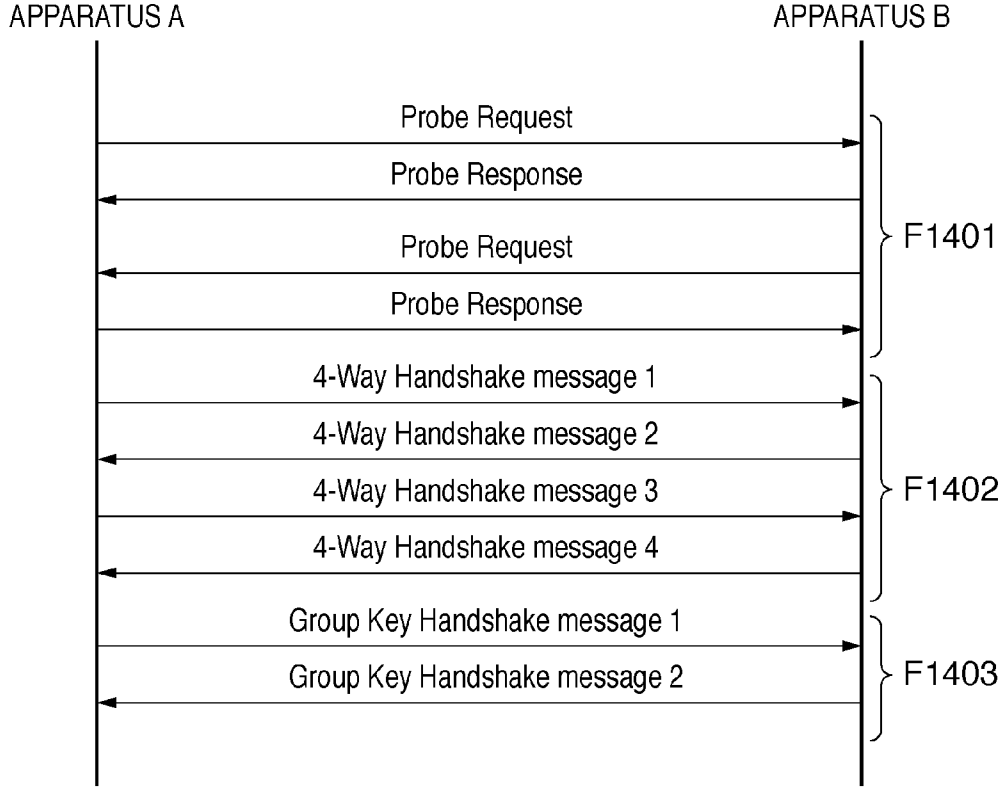 APPARATUS A
APPARATUS B
Probe Request
Probe Response
Probe Request
Probe Response
F1401
4-Way Handshake message 1
4-Way Handshake message 2
4-Way Handshake message 3
4-Way Handshake message 4
F1402
Group Key Handshake message 1
Group Key Handshake message 2
F1403